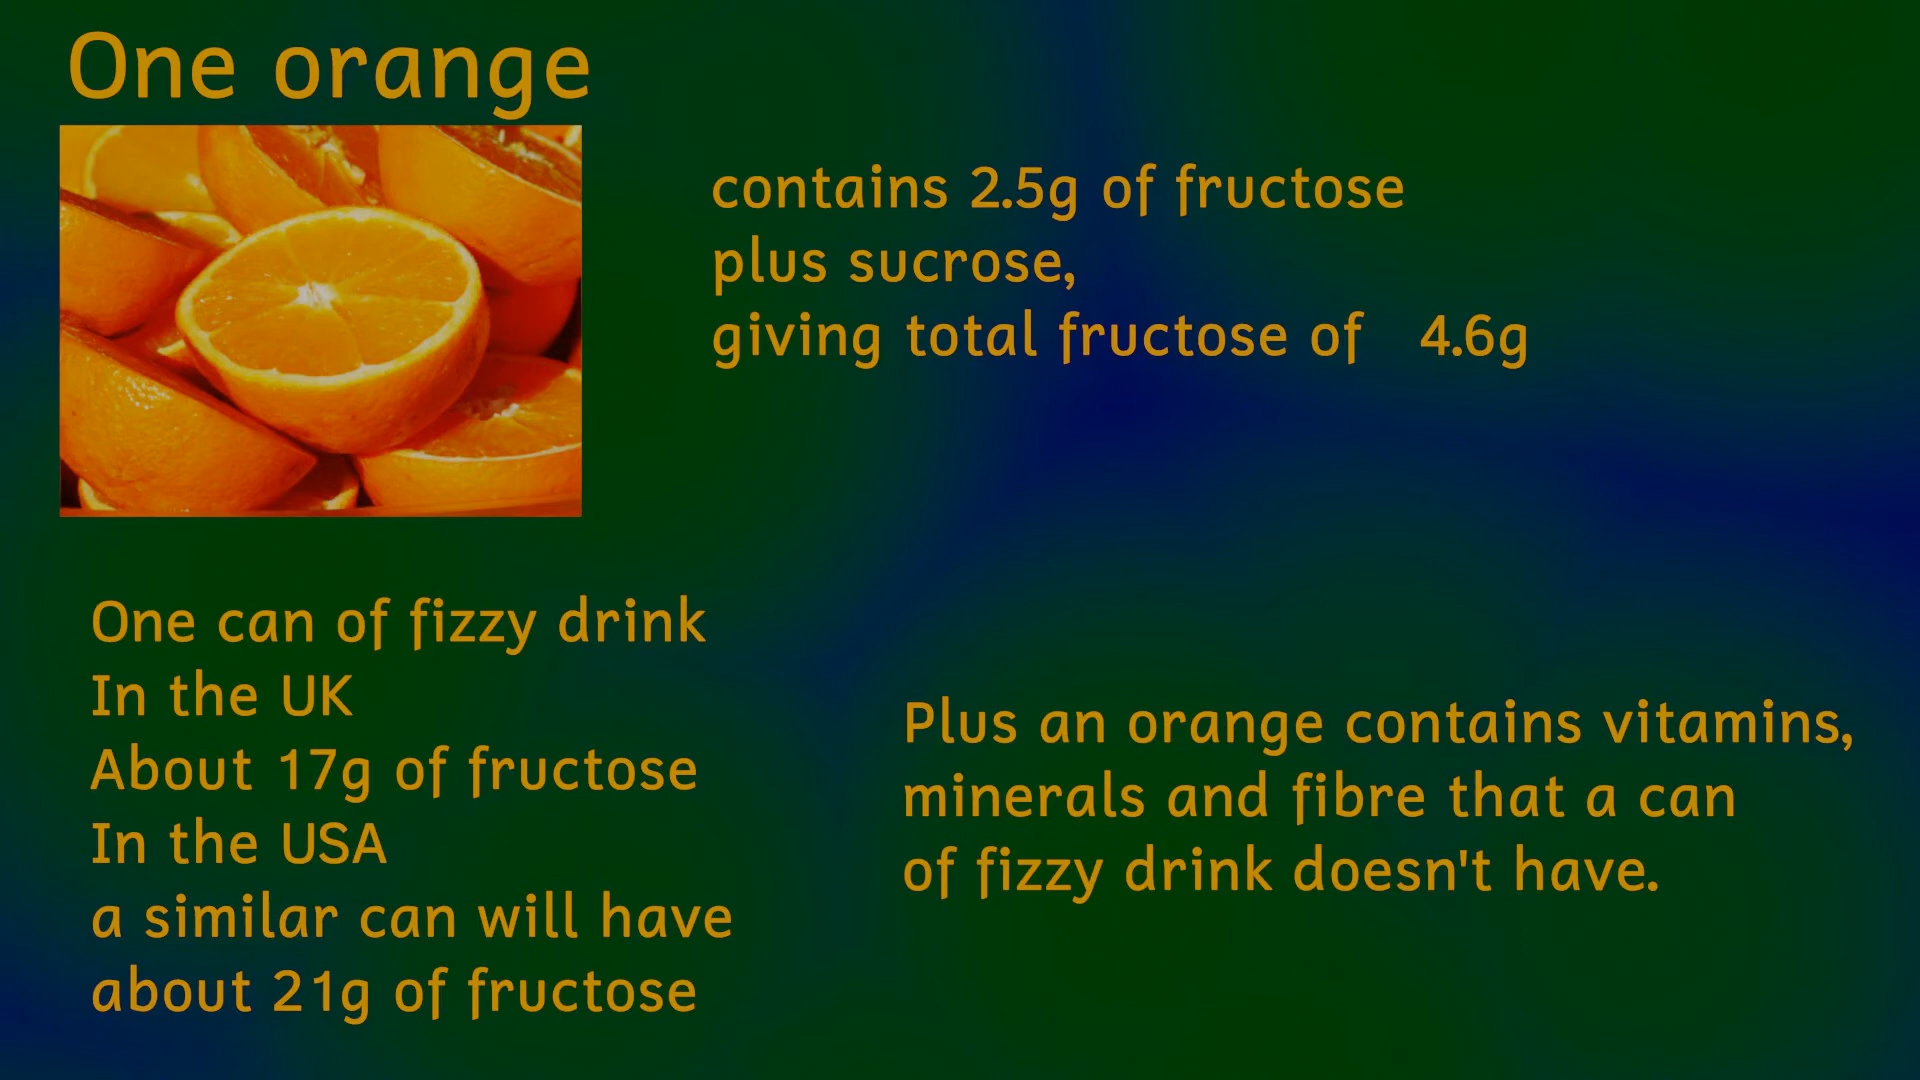 One orange
contains 2.5g of fructose
plus sucrose,
giving total fructose of 4.6g
One can of fizzy drink
In the UK
About 17g of fructose
In the USA
a similar can will have
about 21g of fructose
Plus an orange contains vitamins,
minerals and fibre that a can
of fizzy drink doesn't have.